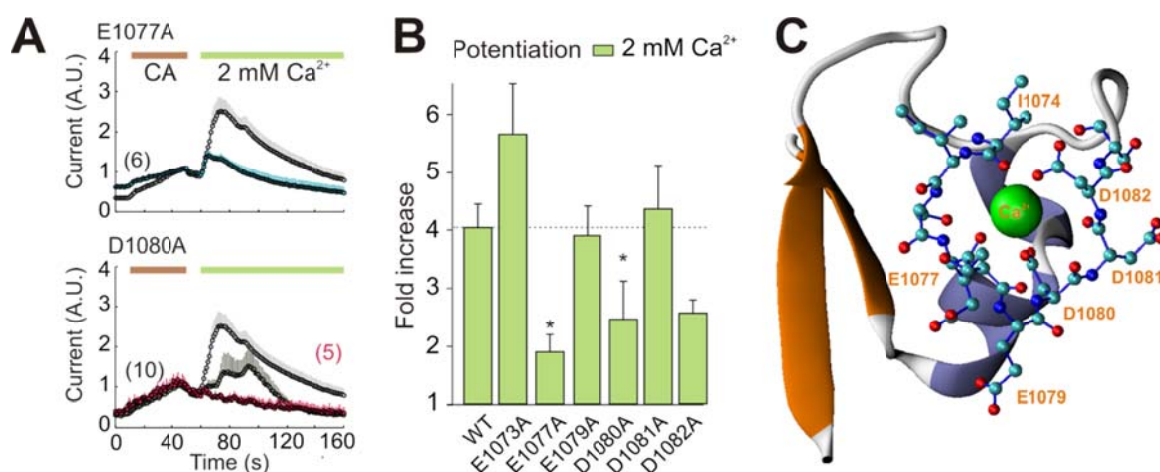 A
E1077A
CA
2 mM Ca²⁺
Current (A.U.)
4
3
2
1
0
(6)
D1080A
Current (A.U.)
4
3
2
1
0
(10)
(5)
0 40 80 120 160
Time (s)
B
Potentiation 2 mM Ca²⁺
Fold increase
6
5
4
3
2
1
*
*
WT
E1073A
E1077A
E1079A
D1080A
D1081A
D1082A
C
I1074
Ca²⁺
D1082
E1077
D1081
D1080
E1079